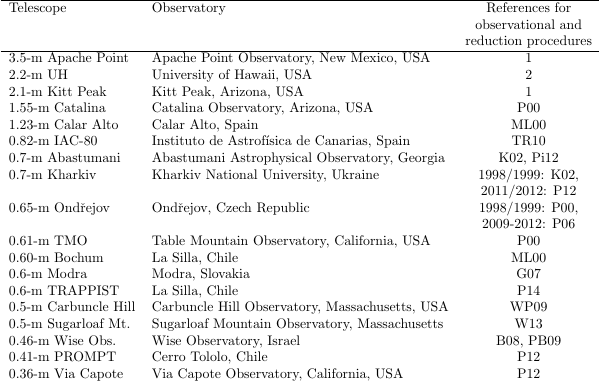 Telescope Observatory References for
observational and
reduction procedures
3.5-m Apache Point Apache Point Observatory, New Mexico, USA 1
2.2-m UH University of Hawaii, USA 2
2.1-m Kitt Peak Kitt Peak, Arizona, USA 1
1.55-m Catalina Catalina Observatory, Arizona, USA P00
1.23-m Calar Alto Calar Alto, Spain ML00
0.82-m IAC-80 Instituto de Astrofísica de Canarias, Spain TR10
0.7-m Abastumani Abastumani Astrophysical Observatory, Georgia K02, Pi12
0.7-m Kharkiv Kharkiv National University, Ukraine 1998/1999: K02,
2011/2012: P12
0.65-m Ondřejov Ondřejov, Czech Republic 1998/1999: P00,
2009-2012: P06
0.61-m TMO Table Mountain Observatory, California, USA P00
0.60-m Bochum La Silla, Chile ML00
0.6-m Modra Modra, Slovakia G07
0.6-m TRAPPIST La Silla, Chile P14
0.5-m Carbuncle Hill Carbuncle Hill Observatory, Massachusetts, USA WP09
0.5-m Sugarloaf Mt. Sugarloaf Mountain Observatory, Massachusetts W13
0.46-m Wise Obs. Wise Observatory, Israel B08, PB09
0.41-m PROMPT Cerro Tololo, Chile P12
0.36-m Via Capote Via Capote Observatory, California, USA P12